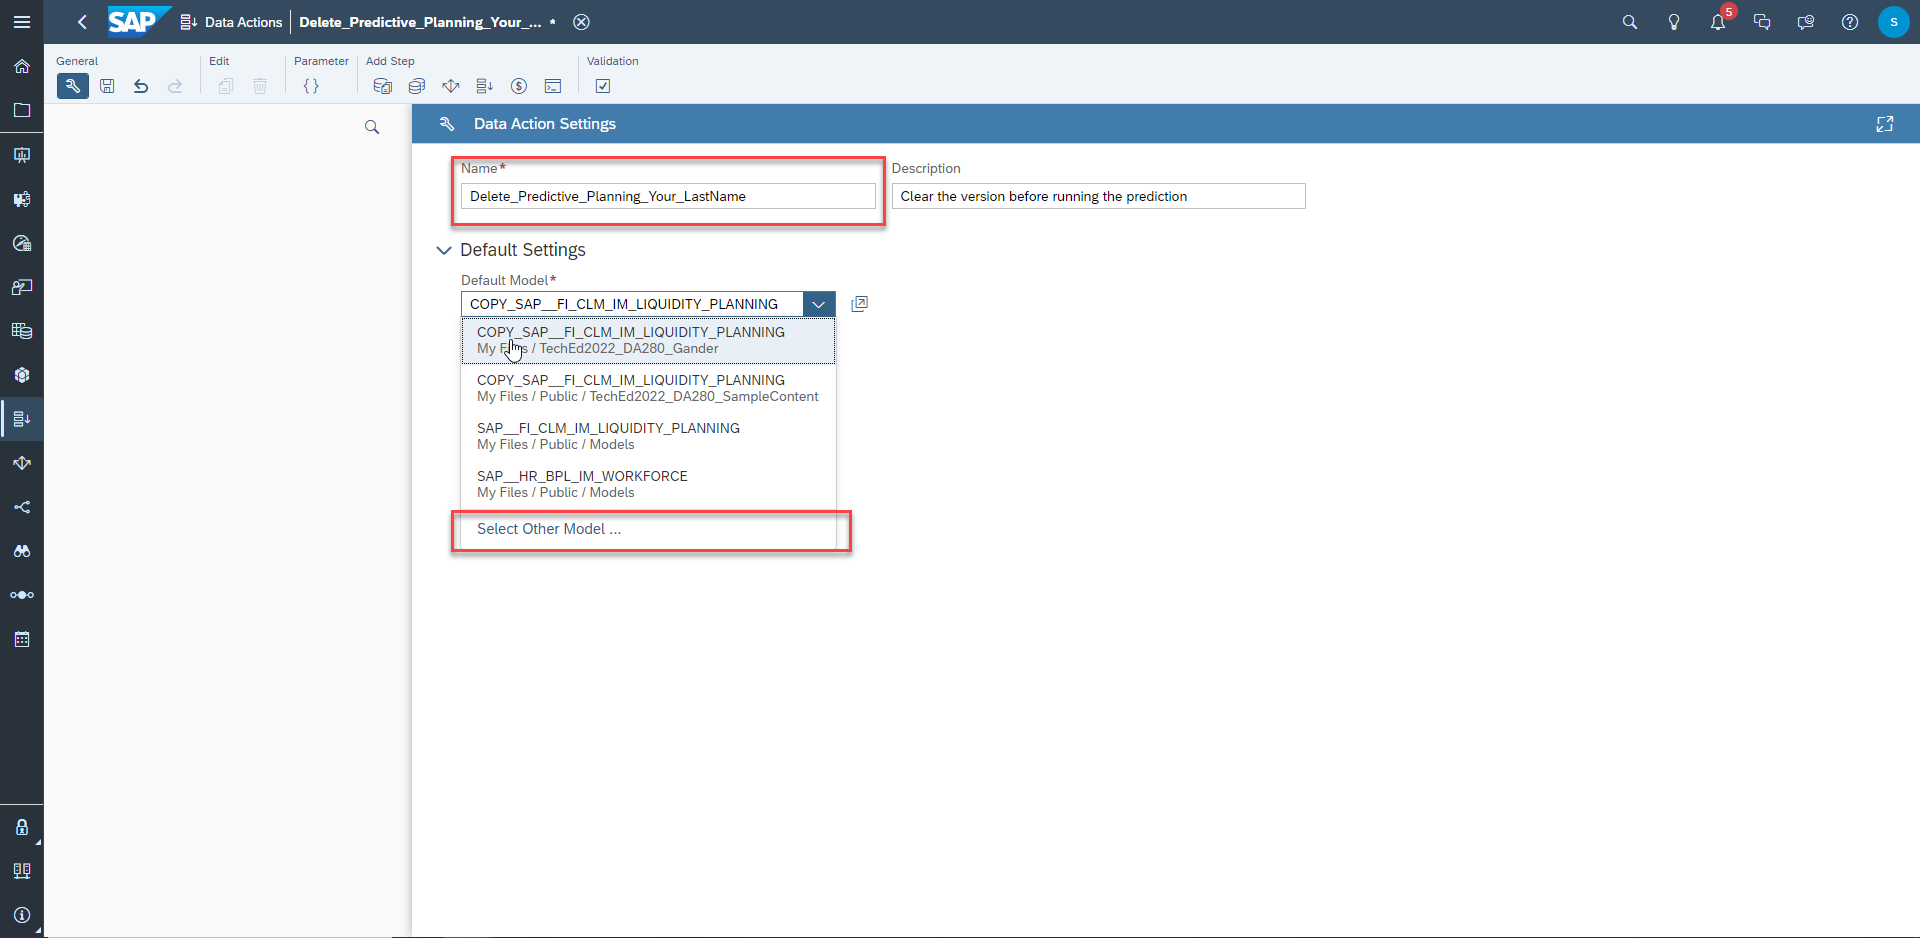 SAP
Data Actions
Delete_Predictive_Planning_Your_... *
5
S
General
Edit
Parameter
Add Step
Validation
Data Action Settings
Name*
Description
Delete_Predictive_Planning_Your_LastName
Clear the version before running the prediction
Default Settings
Default Model*
COPY_SAP__FI_CLM_IM_LIQUIDITY_PLANNING
COPY_SAP__FI_CLM_IM_LIQUIDITY_PLANNING
My Files / TechEd2022_DA280_Gander
COPY_SAP__FI_CLM_IM_LIQUIDITY_PLANNING
My Files / Public / TechEd2022_DA280_SampleContent
SAP__FI_CLM_IM_LIQUIDITY_PLANNING
My Files / Public / Models
SAP__HR_BPL_IM_WORKFORCE
My Files / Public / Models
Select Other Model ...